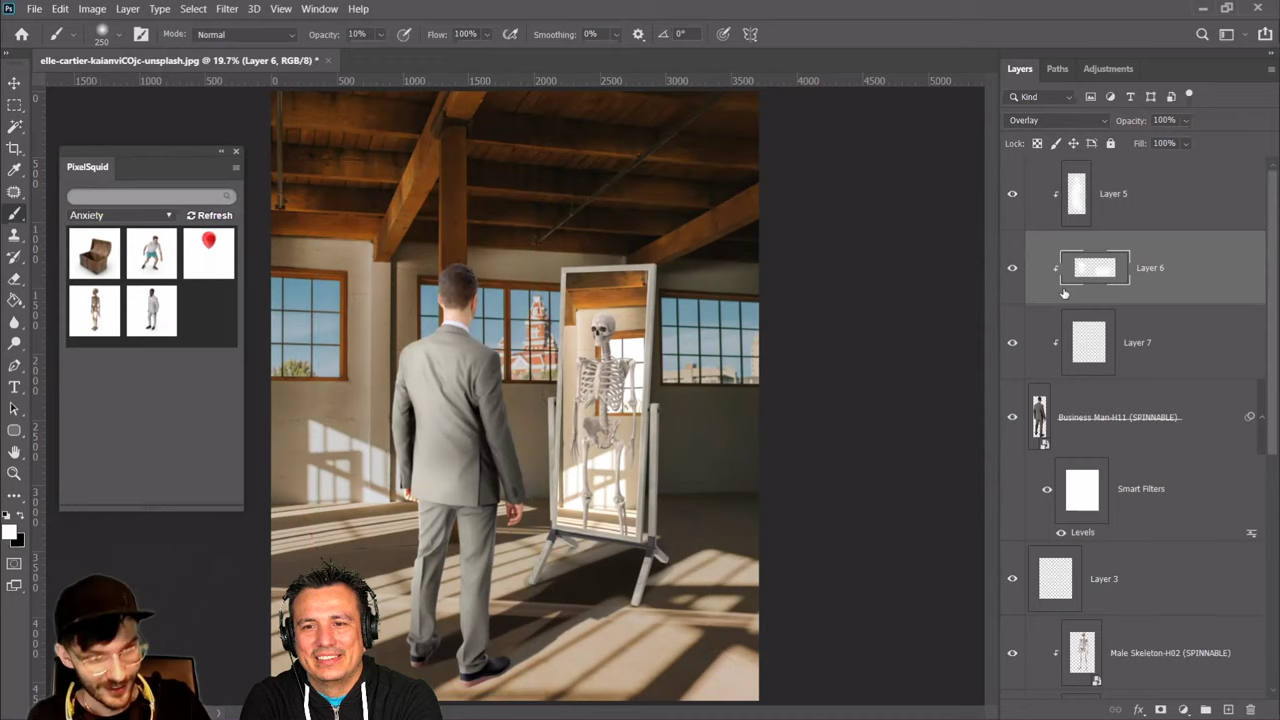 Ps File Edit Image Layer Type Select Filter 3D View Window Help
250 Mode: Normal Opacity: 10% Flow: 100% Smoothing: 0% 0°
elle-cartier-kaianviCOjc-unsplash.jpg @ 19.7% (Layer 6, RGB/8) *
1500 1000 500 0 500 1000 1500 2000 2500 3000 3500 4000 4500 5000
PixelSquid
Anxiety Refresh
Layers Paths Adjustments
Kind
Overlay Opacity: 100%
Lock: Fill: 100%
Layer 5
Layer 6
Layer 7
Business Man-H11 (SPINNABLE)
Smart Filters
Levels
Layer 3
Male Skeleton-H02 (SPINNABLE)